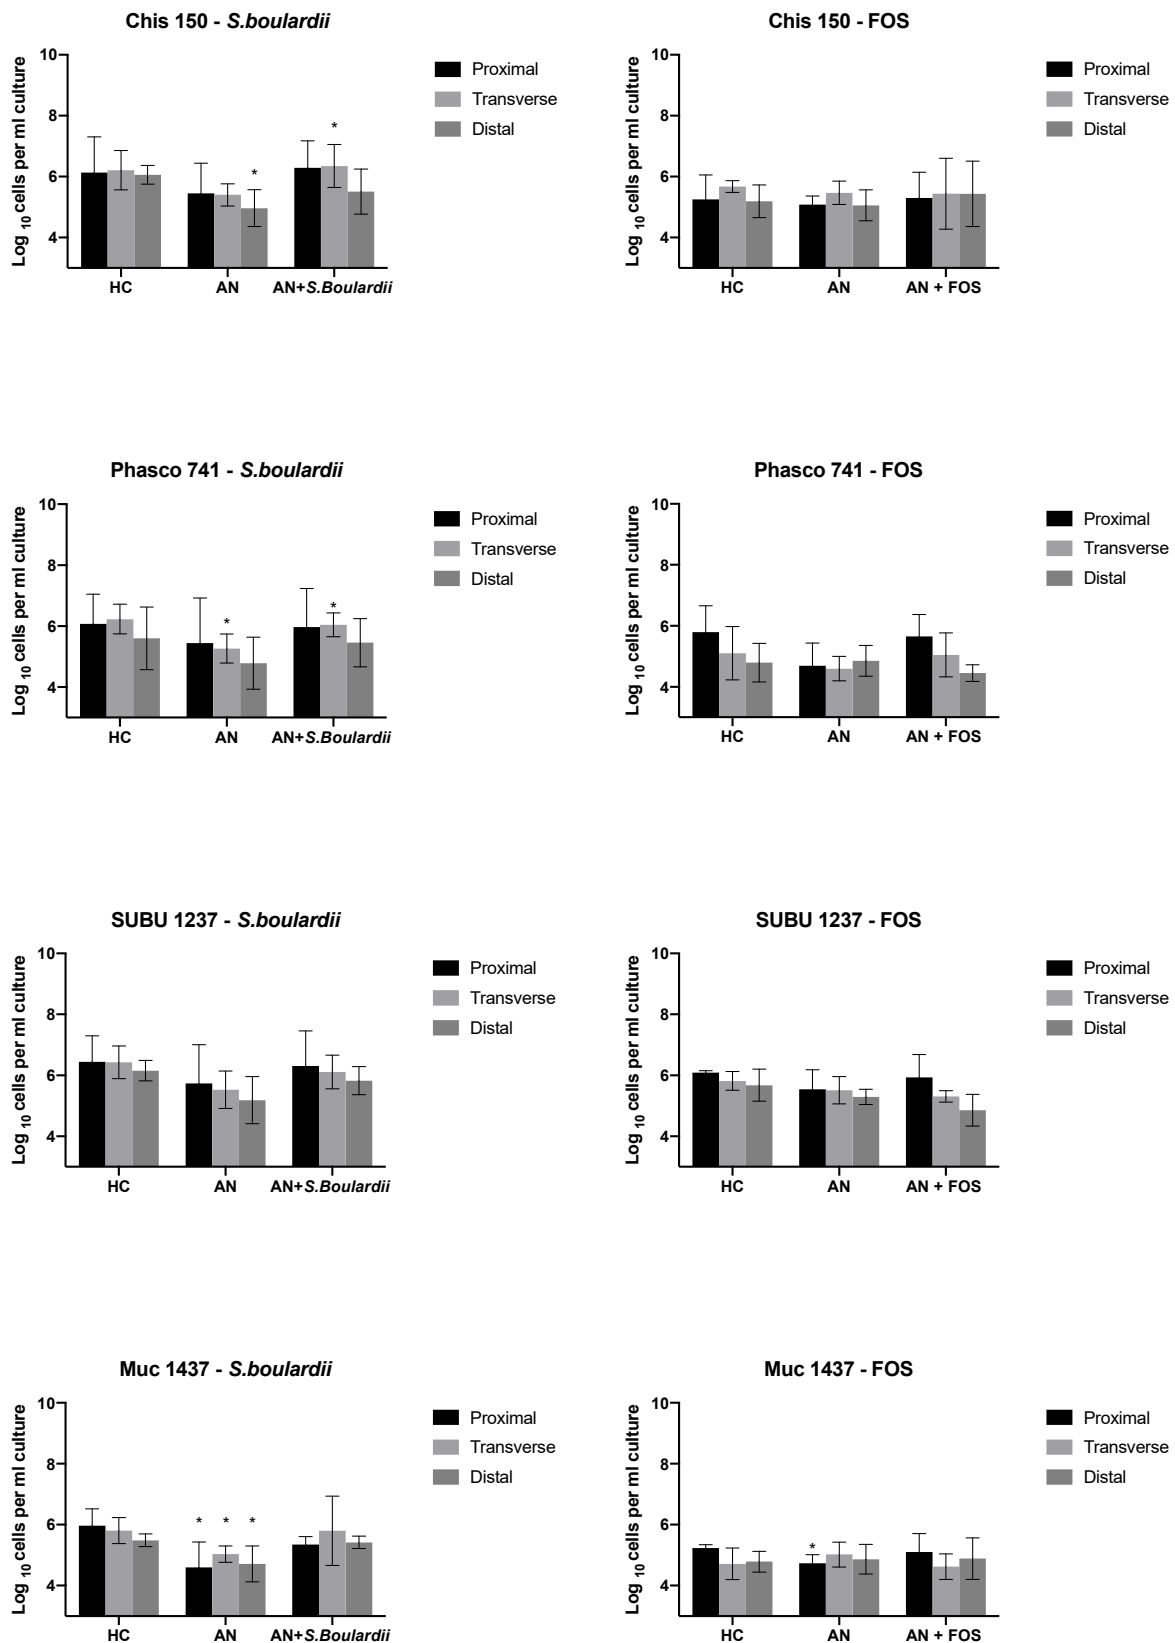 Chis 150 - S.boulardii
Log 10 cells per ml culture
10
8
6
4
*
*
HC
AN
AN+S.Boulardii
Proximal
Transverse
Distal
Chis 150 - FOS
Log 10 cells per ml culture
10
8
6
4
HC
AN
AN + FOS
Proximal
Transverse
Distal
Phasco 741 - S.boulardii
Log 10 cells per ml culture
10
8
6
4
*
*
HC
AN
AN+S.Boulardii
Proximal
Transverse
Distal
Phasco 741 - FOS
Log 10 cells per ml culture
10
8
6
4
HC
AN
AN + FOS
Proximal
Transverse
Distal
SUBU 1237 - S.boulardii
Log 10 cells per ml culture
10
8
6
4
HC
AN
AN+S.Boulardii
Proximal
Transverse
Distal
SUBU 1237 - FOS
Log 10 cells per ml culture
10
8
6
4
HC
AN
AN + FOS
Proximal
Transverse
Distal
Muc 1437 - S.boulardii
Log 10 cells per ml culture
10
8
6
4
* * *
HC
AN
AN+S.Boulardii
Proximal
Transverse
Distal
Muc 1437 - FOS
Log 10 cells per ml culture
10
8
6
4
*
HC
AN
AN + FOS
Proximal
Transverse
Distal